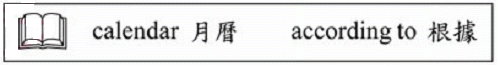 calendar 月曆 according to 根據